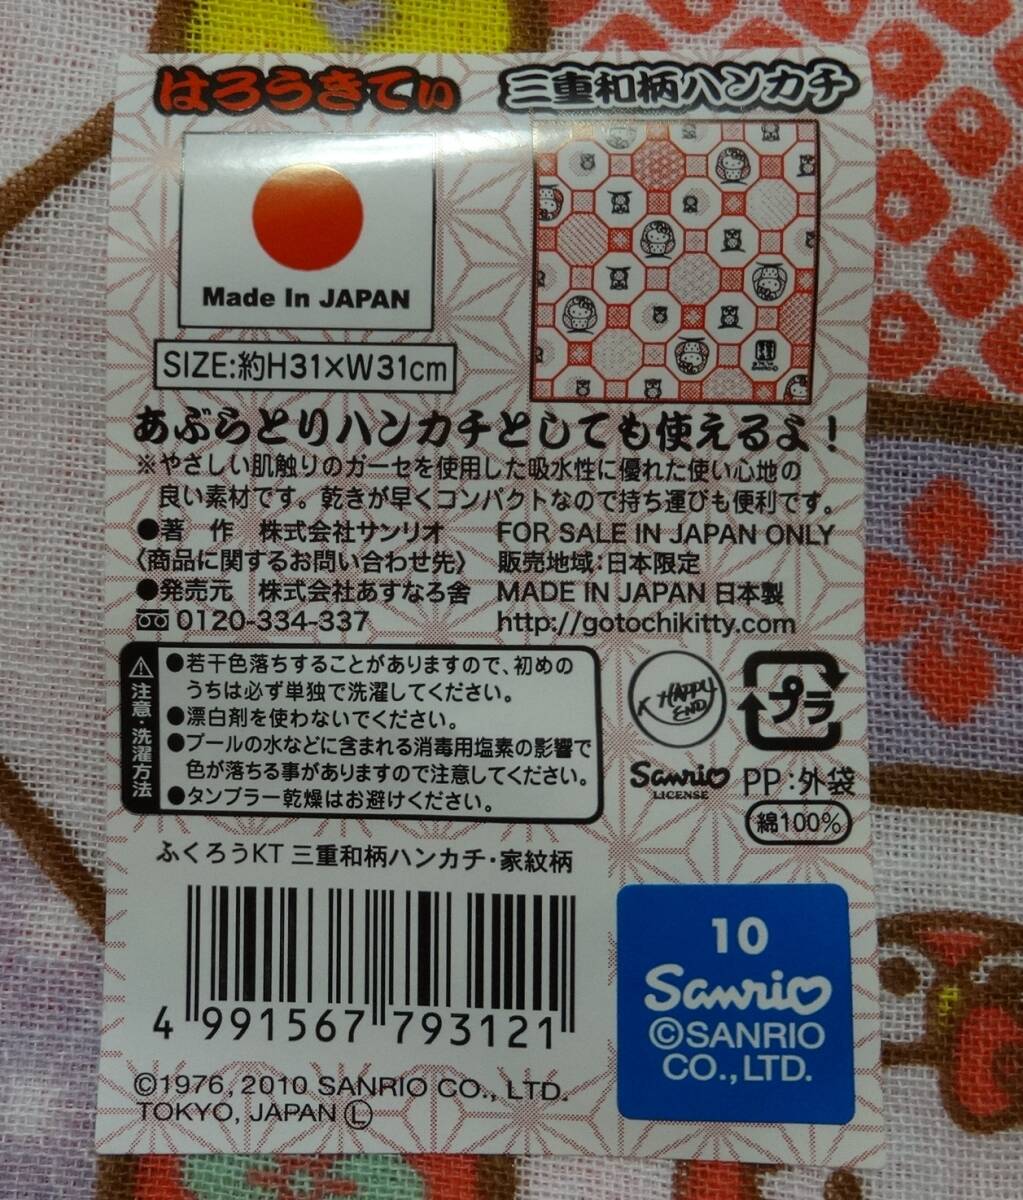 はろうきてぃ
三重和柄ハンカチ
Made In JAPAN
SIZE:約H31×W31cm
あぶらとりハンカチとしても使えるよ!
※やさしい肌触りのガーセを使用した吸水性に優れた使い心地の
良い素材です。乾きが早くコンパクトなので持ち運びも便利です。
●著 作 株式会社サンリオ
〈商品に関するお問い合わせ先〉
●発売元 株式会社あすなる舎
0120-334-337
FOR SALE IN JAPAN ONLY
販売地域:日本限定
MADE IN JAPAN 日本製
http://gotochikitty.com
注意・洗濯方法
●若干色落ちすることがありますので、初めの
うちは必ず単独で洗濯してください。
●漂白剤を使わないでください。
●プールの水などに含まれる消毒用塩素の影響で
色が落ちる事がありますので注意してください。
●タンブラー乾燥はお避けください。
K HAPPY
END
プラ
Sanrio
LICENSE
PP:外袋
綿100%
ふくろうKT 三重和柄ハンカチ・家紋柄
4 991567 793121
10
Sanrio
©SANRIO
CO.,LTD.
©1976, 2010 SANRIO CO., LTD.
TOKYO, JAPAN Ⓛ